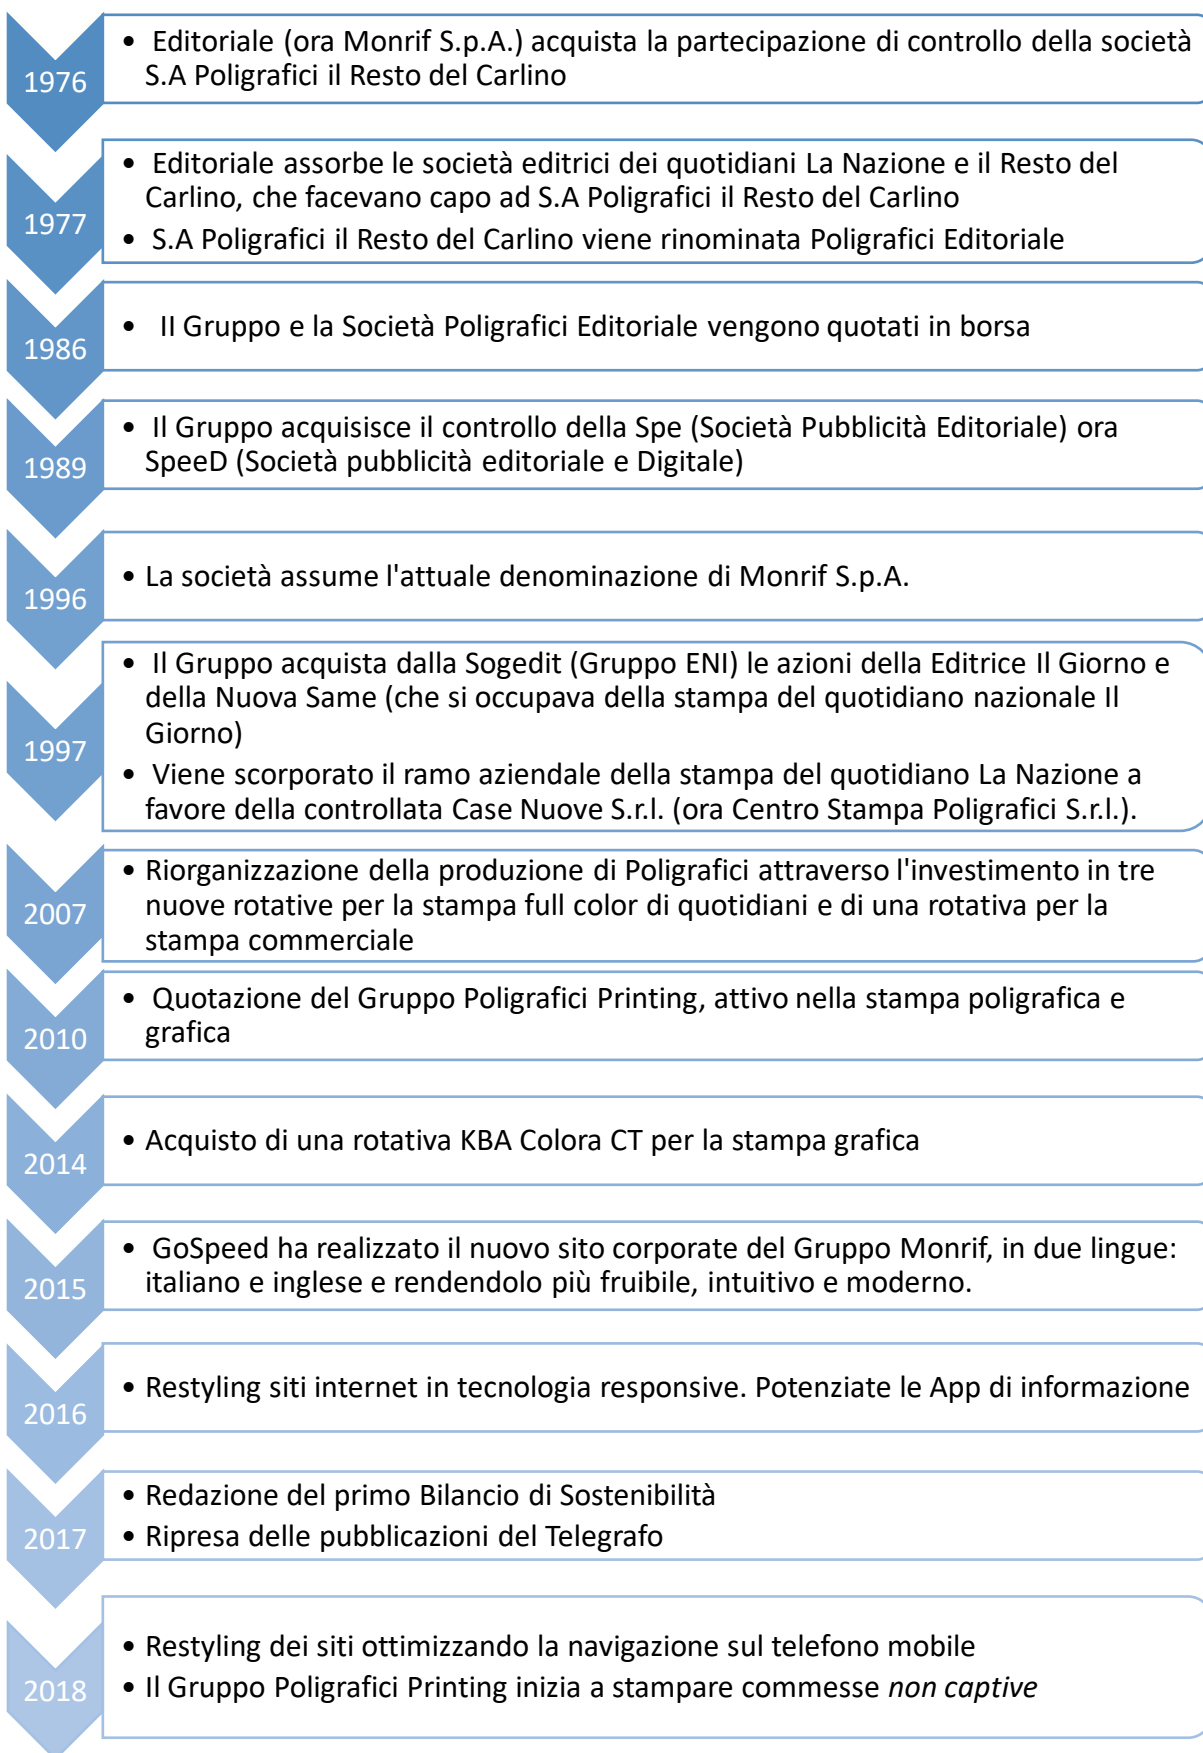 1976
• Editoriale (ora Monrif S.p.A.) acquista la partecipazione di controllo della società
S.A Poligrafici il Resto del Carlino
1977
• Editoriale assorbe le società editrici dei quotidiani La Nazione e il Resto del
Carlino, che facevano capo ad S.A Poligrafici il Resto del Carlino
• S.A Poligrafici il Resto del Carlino viene rinominata Poligrafici Editoriale
1986
• II Gruppo e la Società Poligrafici Editoriale vengono quotati in borsa
1989
• Il Gruppo acquisisce il controllo della Spe (Società Pubblicità Editoriale) ora
SpeeD (Società pubblicità editoriale e Digitale)
1996
• La società assume l'attuale denominazione di Monrif S.p.A.
1997
• Il Gruppo acquista dalla Sogedit (Gruppo ENI) le azioni della Editrice Il Giorno e
della Nuova Same (che si occupava della stampa del quotidiano nazionale Il
Giorno)
• Viene scorporato il ramo aziendale della stampa del quotidiano La Nazione a
favore della controllata Case Nuove S.r.l. (ora Centro Stampa Poligrafici S.r.l.).
2007
• Riorganizzazione della produzione di Poligrafici attraverso l'investimento in tre
nuove rotative per la stampa full color di quotidiani e di una rotativa per la
stampa commerciale
2010
• Quotazione del Gruppo Poligrafici Printing, attivo nella stampa poligrafica e
grafica
2014
• Acquisto di una rotativa KBA Colora CT per la stampa grafica
2015
• GoSpeed ha realizzato il nuovo sito corporate del Gruppo Monrif, in due lingue:
italiano e inglese e rendendolo più fruibile, intuitivo e moderno.
2016
• Restyling siti internet in tecnologia responsive. Potenziate le App di informazione
2017
• Redazione del primo Bilancio di Sostenibilità
• Ripresa delle pubblicazioni del Telegrafo
2018
• Restyling dei siti ottimizzando la navigazione sul telefono mobile
• Il Gruppo Poligrafici Printing inizia a stampare commesse non captive